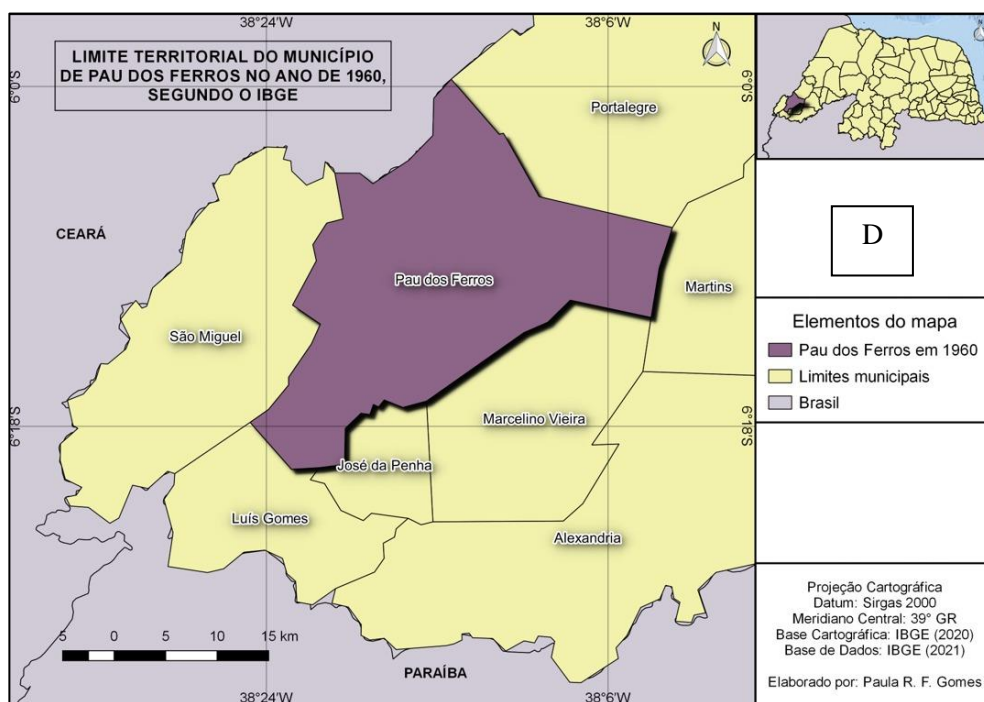 LIMITE TERRITORIAL DO MUNICÍPIO
DE PAU DOS FERROS NO ANO DE 1960,
SEGUNDO O IBGE
38°24'W
38°6'W
N
6°0'S
6°0'S
Portalegre
CEARÁ
Pau dos Ferros
Martins
São Miguel
6°18'S
6°18'S
Marcelino Vieira
José da Penha
Luís Gomes
Alexandria
5 0 5 10 15 km
PARAÍBA
38°24'W
38°6'W
D
Elementos do mapa
Pau dos Ferros em 1960
Limites municipais
Brasil
Projeção Cartográfica
Datum: Sirgas 2000
Meridiano Central: 39° GR
Base Cartográfica: IBGE (2020)
Base de Dados: IBGE (2021)
Elaborado por: Paula R. F. Gomes